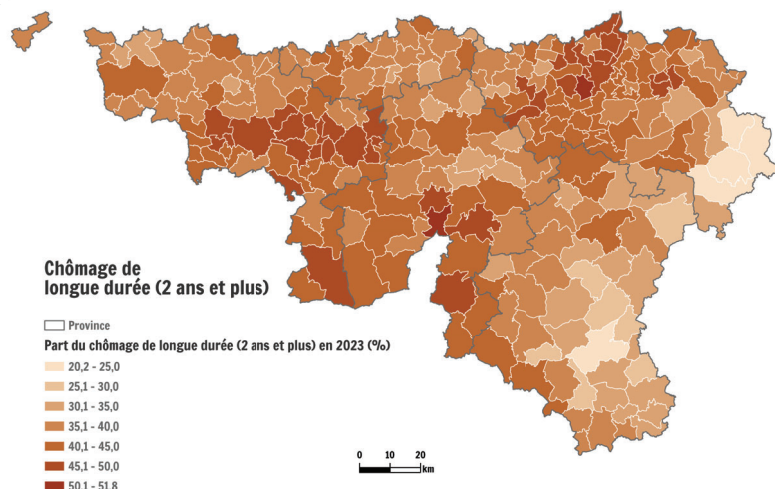 Chômage de
longue durée (2 ans et plus)
Province
Part du chômage de longue durée (2 ans et plus) en 2023 (%)
20,2 - 25,0
25,1 - 30,0
30,1 - 35,0
35,1 - 40,0
40,1 - 45,0
45,1 - 50,0
50,1 - 51,8
0 10 20
km